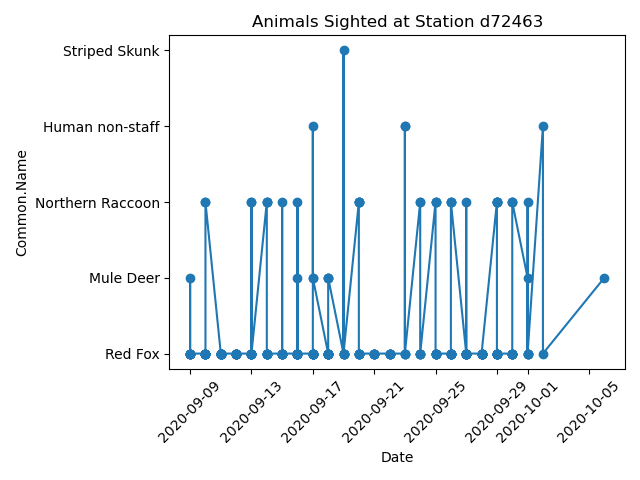 Animals Sighted at Station d72463
Striped Skunk
Human non-staff
Northern Raccoon
Mule Deer
Red Fox
Common.Name
2020-09-09
2020-09-13
2020-09-17
2020-09-21
2020-09-25
2020-09-29
2020-10-01
2020-10-05
Date